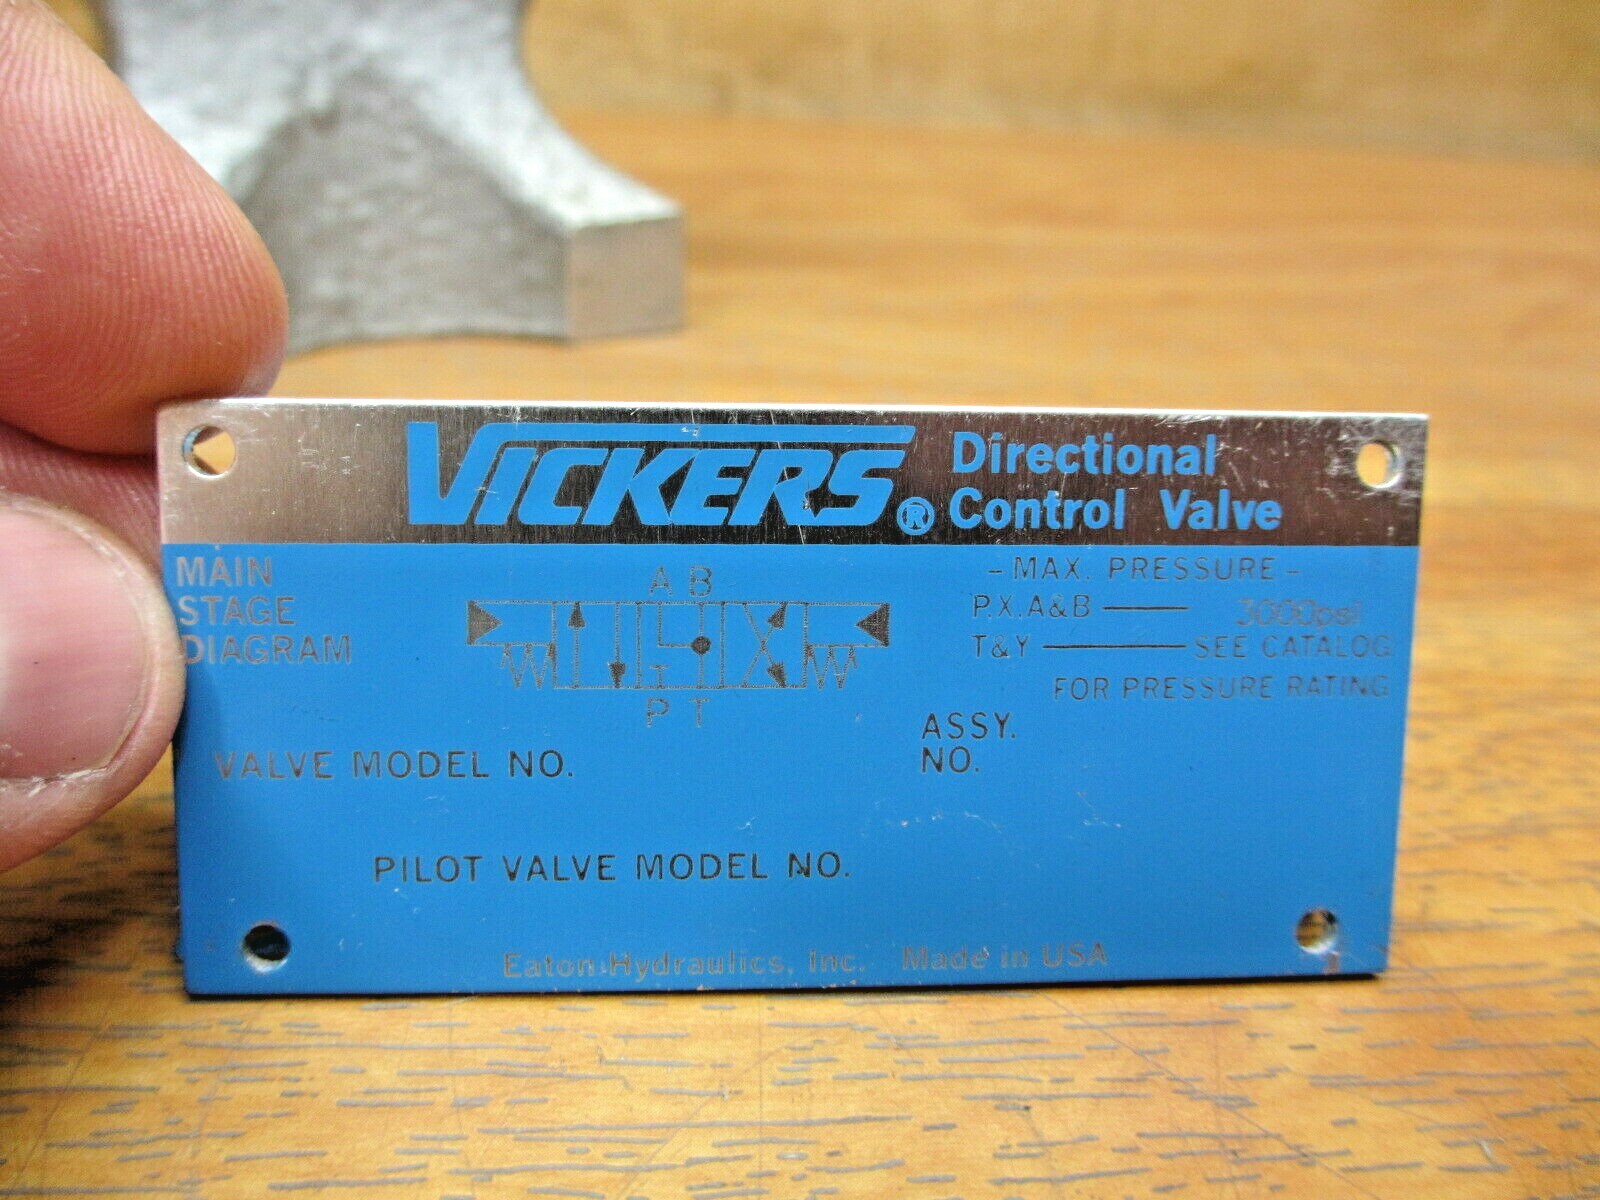 VICKERS® Directional
Control Valve
MAIN
STAGE
DIAGRAM
A B
P T
- MAX. PRESSURE -
P.X.A&B — 3000psi
T&Y — SEE CATALOG
FOR PRESSURE RATING
VALVE MODEL NO.
ASSY.
NO.
PILOT VALVE MODEL NO.
Eaton Hydraulics, Inc. Made in USA